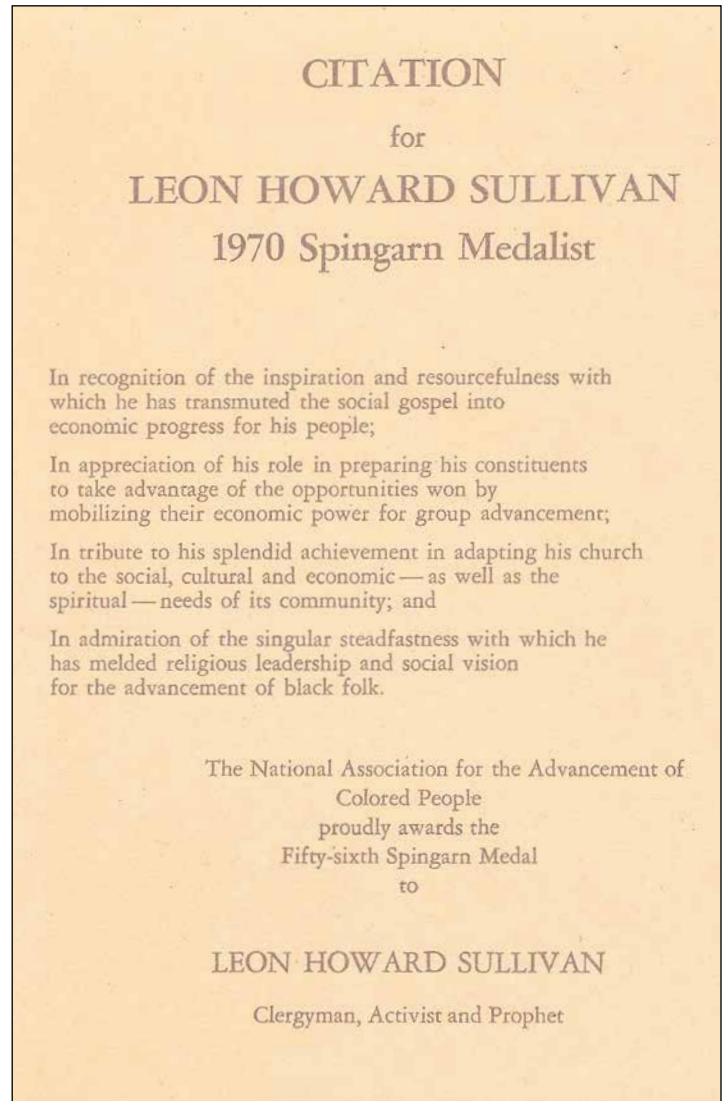 CITATION
for
LEON HOWARD SULLIVAN
1970 Spingarn Medalist
In recognition of the inspiration and resourcefulness with
which he has transmuted the social gospel into
economic progress for his people;
In appreciation of his role in preparing his constituents
to take advantage of the opportunities won by
mobilizing their economic power for group advancement;
In tribute to his splendid achievement in adapting his church
to the social, cultural and economic — as well as the
spiritual — needs of its community; and
In admiration of the singular steadfastness with which he
has melded religious leadership and social vision
for the advancement of black folk.
The National Association for the Advancement of
Colored People
proudly awards the
Fifty-sixth Spingarn Medal
to
LEON HOWARD SULLIVAN
Clergyman, Activist and Prophet